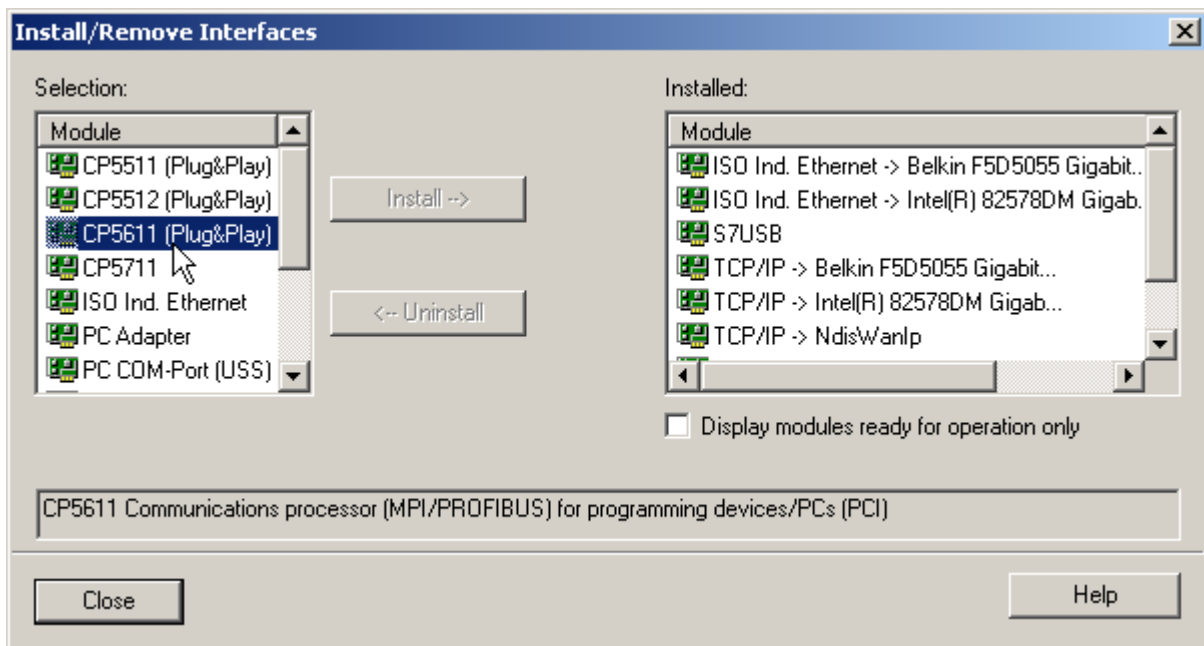 Install/Remove Interfaces
Selection:
Module
CP5511 (Plug&Play)
CP5512 (Plug&Play)
CP5611 (Plug&Play)
CP5711
ISO Ind. Ethernet
PC Adapter
PC COM-Port (USS)
Install -->
<-- Uninstall
Installed:
Module
ISO Ind. Ethernet -> Belkin F5D5055 Gigabit..
ISO Ind. Ethernet -> Intel(R) 82578DM Gigab.
S7USB
TCP/IP -> Belkin F5D5055 Gigabit...
TCP/IP -> Intel(R) 82578DM Gigab...
TCP/IP -> NdisWanIp
Display modules ready for operation only
CP5611 Communications processor (MPI/PROFIBUS) for programming devices/PCs (PCI)
Close
Help